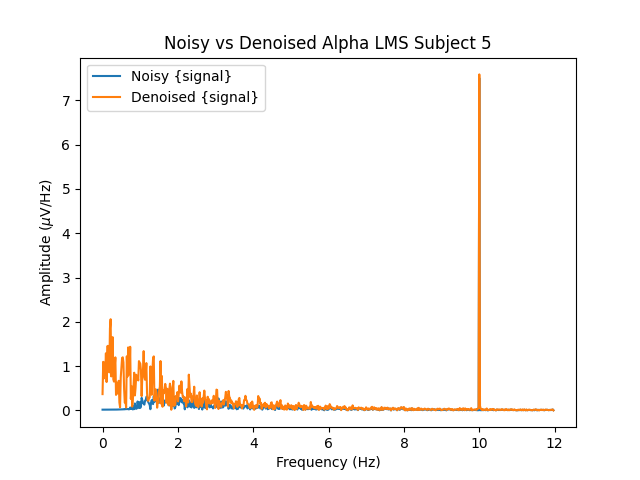 Noisy vs Denoised Alpha LMS Subject 5
Noisy {signal}
Denoised {signal}
Amplitude (μV/Hz)
7
6
5
4
3
2
1
0
0 2 4 6 8 10 12
Frequency (Hz)